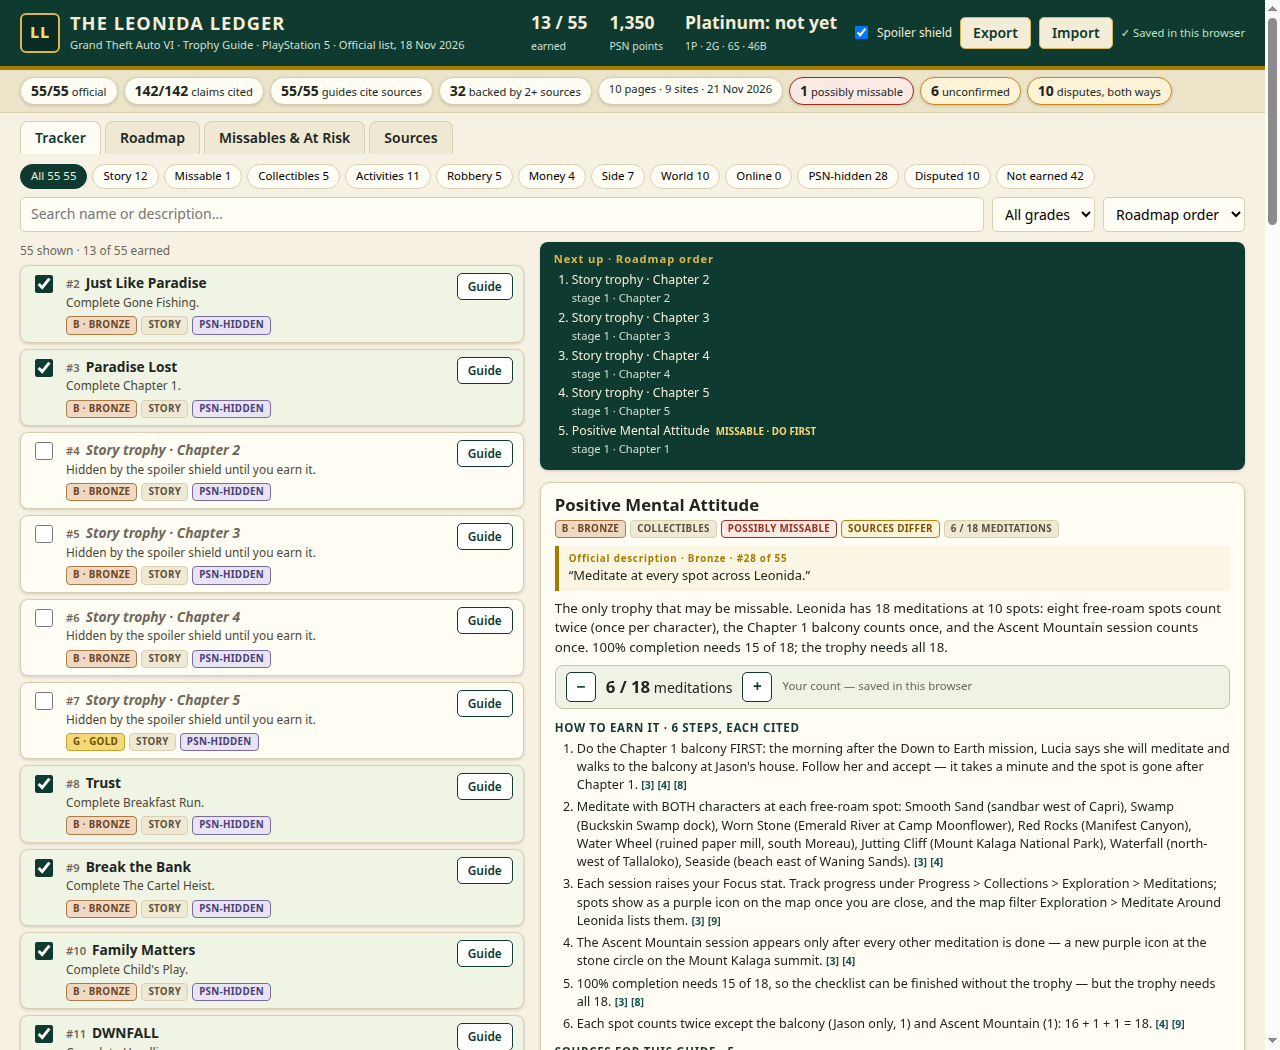 LL
THE LEONIDA LEDGER
Grand Theft Auto VI · Trophy Guide · PlayStation 5 · Official list, 18 Nov 2026
13 / 55
earned
1,350
PSN points
Platinum: not yet
1P · 2G · 6S · 46B
Spoiler shield
Export
Import
✓ Saved in this browser
55/55 official
142/142 claims cited
55/55 guides cite sources
32 backed by 2+ sources
10 pages · 9 sites · 21 Nov 2026
1 possibly missable
6 unconfirmed
10 disputes, both ways
Tracker
Roadmap
Missables & At Risk
Sources
All 55 55
Story 12
Missable 1
Collectibles 5
Activities 11
Robbery 5
Money 4
Side 7
World 10
Online 0
PSN-hidden 28
Disputed 10
Not earned 42
Search name or description...
All grades
Roadmap order
55 shown · 13 of 55 earned
#2 Just Like Paradise
Complete Gone Fishing.
B · BRONZE STORY PSN-HIDDEN
Guide
#3 Paradise Lost
Complete Chapter 1.
B · BRONZE STORY PSN-HIDDEN
Guide
#4 Story trophy · Chapter 2
Hidden by the spoiler shield until you earn it.
B · BRONZE STORY PSN-HIDDEN
Guide
#5 Story trophy · Chapter 3
Hidden by the spoiler shield until you earn it.
B · BRONZE STORY PSN-HIDDEN
Guide
#6 Story trophy · Chapter 4
Hidden by the spoiler shield until you earn it.
B · BRONZE STORY PSN-HIDDEN
Guide
#7 Story trophy · Chapter 5
Hidden by the spoiler shield until you earn it.
G · GOLD STORY PSN-HIDDEN
Guide
#8 Trust
Complete Breakfast Run.
B · BRONZE STORY PSN-HIDDEN
Guide
#9 Break the Bank
Complete The Cartel Heist.
B · BRONZE STORY PSN-HIDDEN
Guide
#10 Family Matters
Complete Child's Play.
B · BRONZE STORY PSN-HIDDEN
Guide
#11 DWNFALL
Guide
Next up · Roadmap order
1. Story trophy · Chapter 2
stage 1 · Chapter 2
2. Story trophy · Chapter 3
stage 1 · Chapter 3
3. Story trophy · Chapter 4
stage 1 · Chapter 4
4. Story trophy · Chapter 5
stage 1 · Chapter 5
5. Positive Mental Attitude MISSABLE · DO FIRST
stage 1 · Chapter 1
Positive Mental Attitude
B · BRONZE COLLECTIBLES POSSIBLY MISSABLE SOURCES DIFFER 6 / 18 MEDITATIONS
Official description · Bronze · #28 of 55
“Meditate at every spot across Leonida.”
The only trophy that may be missable. Leonida has 18 meditations at 10 spots: eight free-roam spots count
twice (once per character), the Chapter 1 balcony counts once, and the Ascent Mountain session counts
once. 100% completion needs 15 of 18; the trophy needs all 18.
− 6 / 18 meditations + Your count — saved in this browser
HOW TO EARN IT · 6 STEPS, EACH CITED
1. Do the Chapter 1 balcony FIRST: the morning after the Down to Earth mission, Lucia says she will meditate and
walks to the balcony at Jason's house. Follow her and accept — it takes a minute and the spot is gone after
Chapter 1. [3] [4] [8]
2. Meditate with BOTH characters at each free-roam spot: Smooth Sand (sandbar west of Capri), Swamp
(Buckskin Swamp dock), Worn Stone (Emerald River at Camp Moonflower), Red Rocks (Manifest Canyon),
Water Wheel (ruined paper mill, south Moreau), Jutting Cliff (Mount Kalaga National Park), Waterfall (north-
west of Tallaloko), Seaside (beach east of Waning Sands). [3] [4]
3. Each session raises your Focus stat. Track progress under Progress > Collections > Exploration > Meditations;
spots show as a purple icon on the map once you are close, and the map filter Exploration > Meditate Around
Leonida lists them. [3] [9]
4. The Ascent Mountain session appears only after every other meditation is done — a new purple icon at the
stone circle on the Mount Kalaga summit. [3] [4]
5. 100% completion needs 15 of 18, so the checklist can be finished without the trophy — but the trophy needs
all 18. [3] [8]
6. Each spot counts twice except the balcony (Jason only, 1) and Ascent Mountain (1): 16 + 1 + 1 = 18. [4] [9]